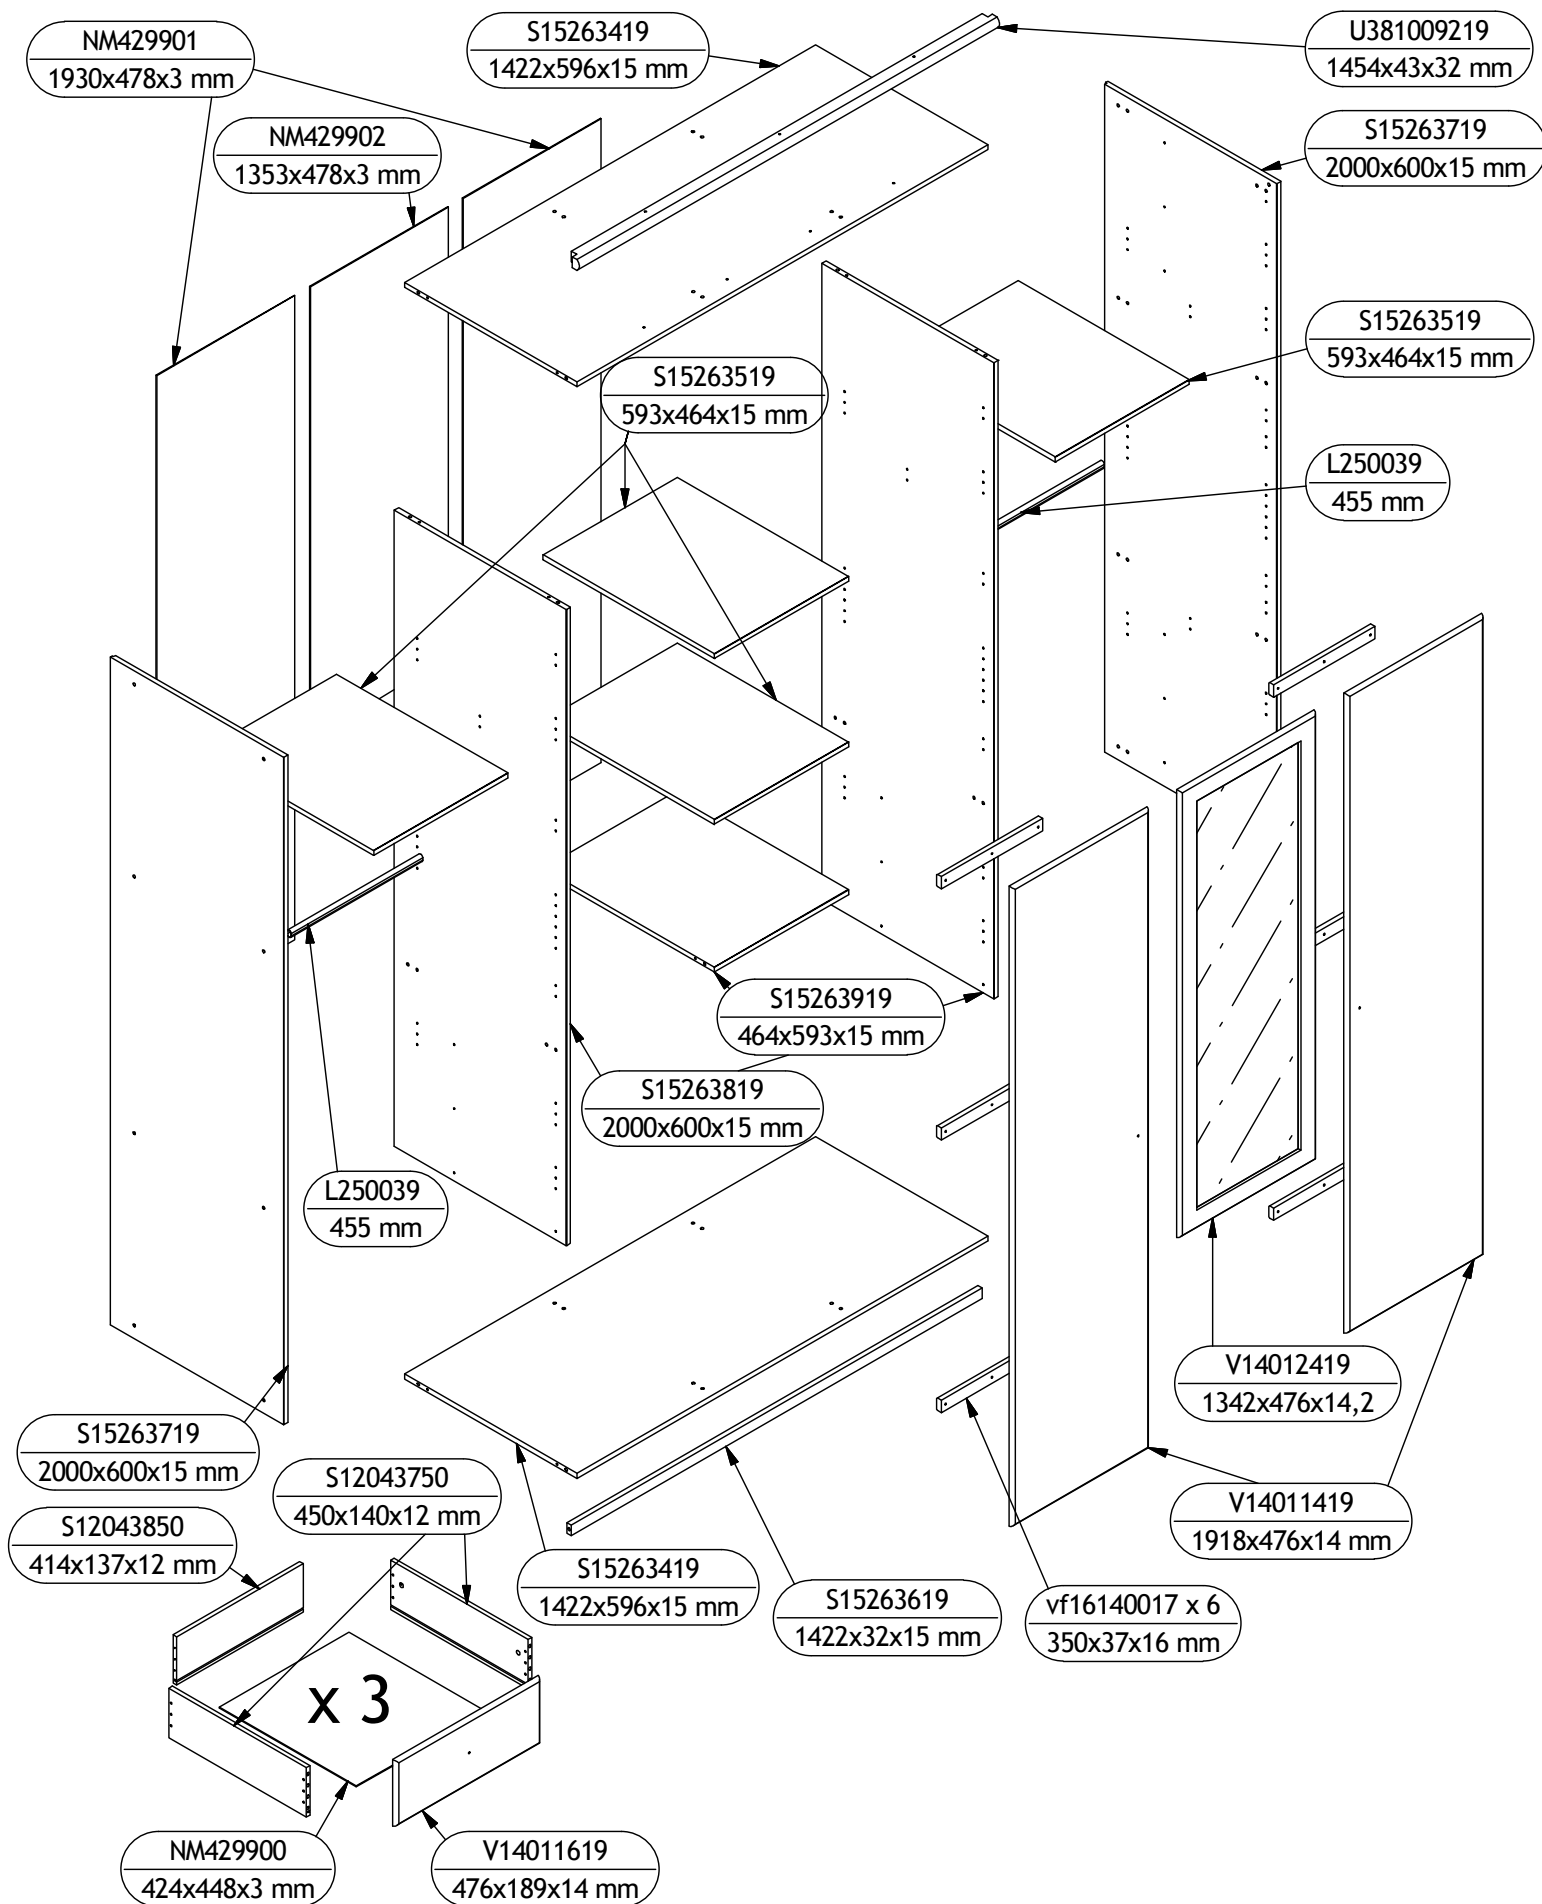 NM429901
1930x478x3 mm
S15263419
1422x596x15 mm
U381009219
1454x43x32 mm
NM429902
1353x478x3 mm
S15263719
2000x600x15 mm
S15263519
593x464x15 mm
S15263519
593x464x15 mm
L250039
455 mm
S15263919
464x593x15 mm
S15263819
2000x600x15 mm
L250039
455 mm
V14012419
1342x476x14,2
S15263719
2000x600x15 mm
S12043750
450x140x12 mm
V14011419
1918x476x14 mm
S12043850
414x137x12 mm
S15263419
1422x596x15 mm
S15263619
1422x32x15 mm
vf16140017 x 6
350x37x16 mm
x 3
NM429900
424x448x3 mm
V14011619
476x189x14 mm